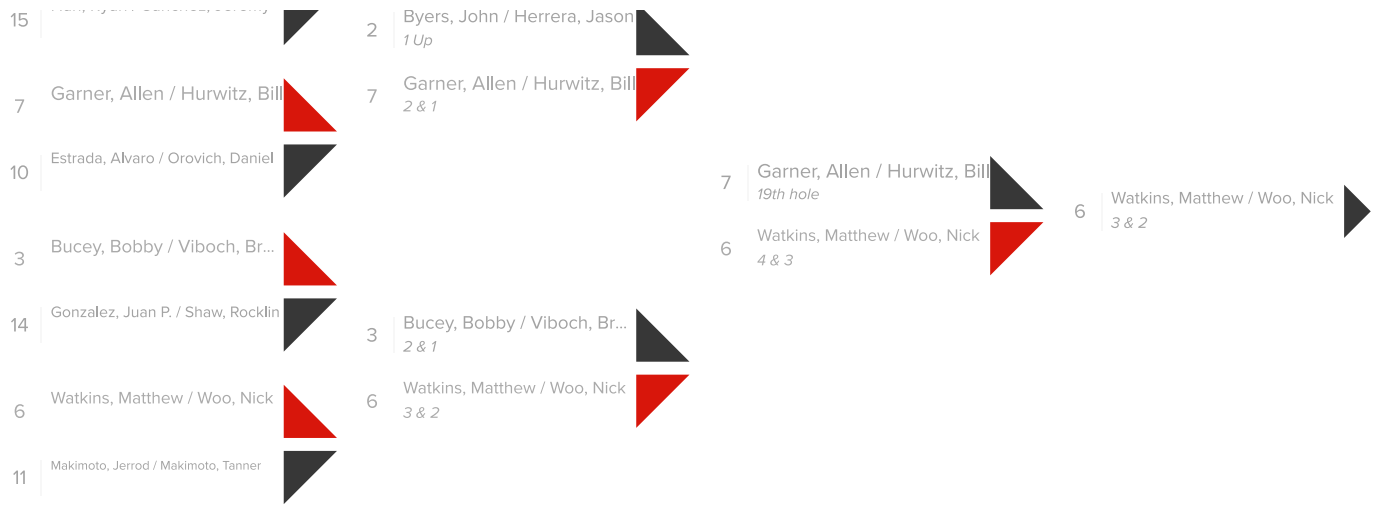 15
7
Garner, Allen / Hurwitz, Bill
10
Estrada, Alvaro / Orovich, Daniel
3
Bucey, Bobby / Viboch, Br...
14
Gonzalez, Juan P. / Shaw, Rocklin
6
Watkins, Matthew / Woo, Nick
11
Makimoto, Jerrod / Makimoto, Tanner
2
Byers, John / Herrera, Jason
1 Up
7
Garner, Allen / Hurwitz, Bill
2 & 1
3
Bucey, Bobby / Viboch, Br...
2 & 1
6
Watkins, Matthew / Woo, Nick
3 & 2
7
Garner, Allen / Hurwitz, Bill
19th hole
6
Watkins, Matthew / Woo, Nick
4 & 3
6
Watkins, Matthew / Woo, Nick
3 & 2